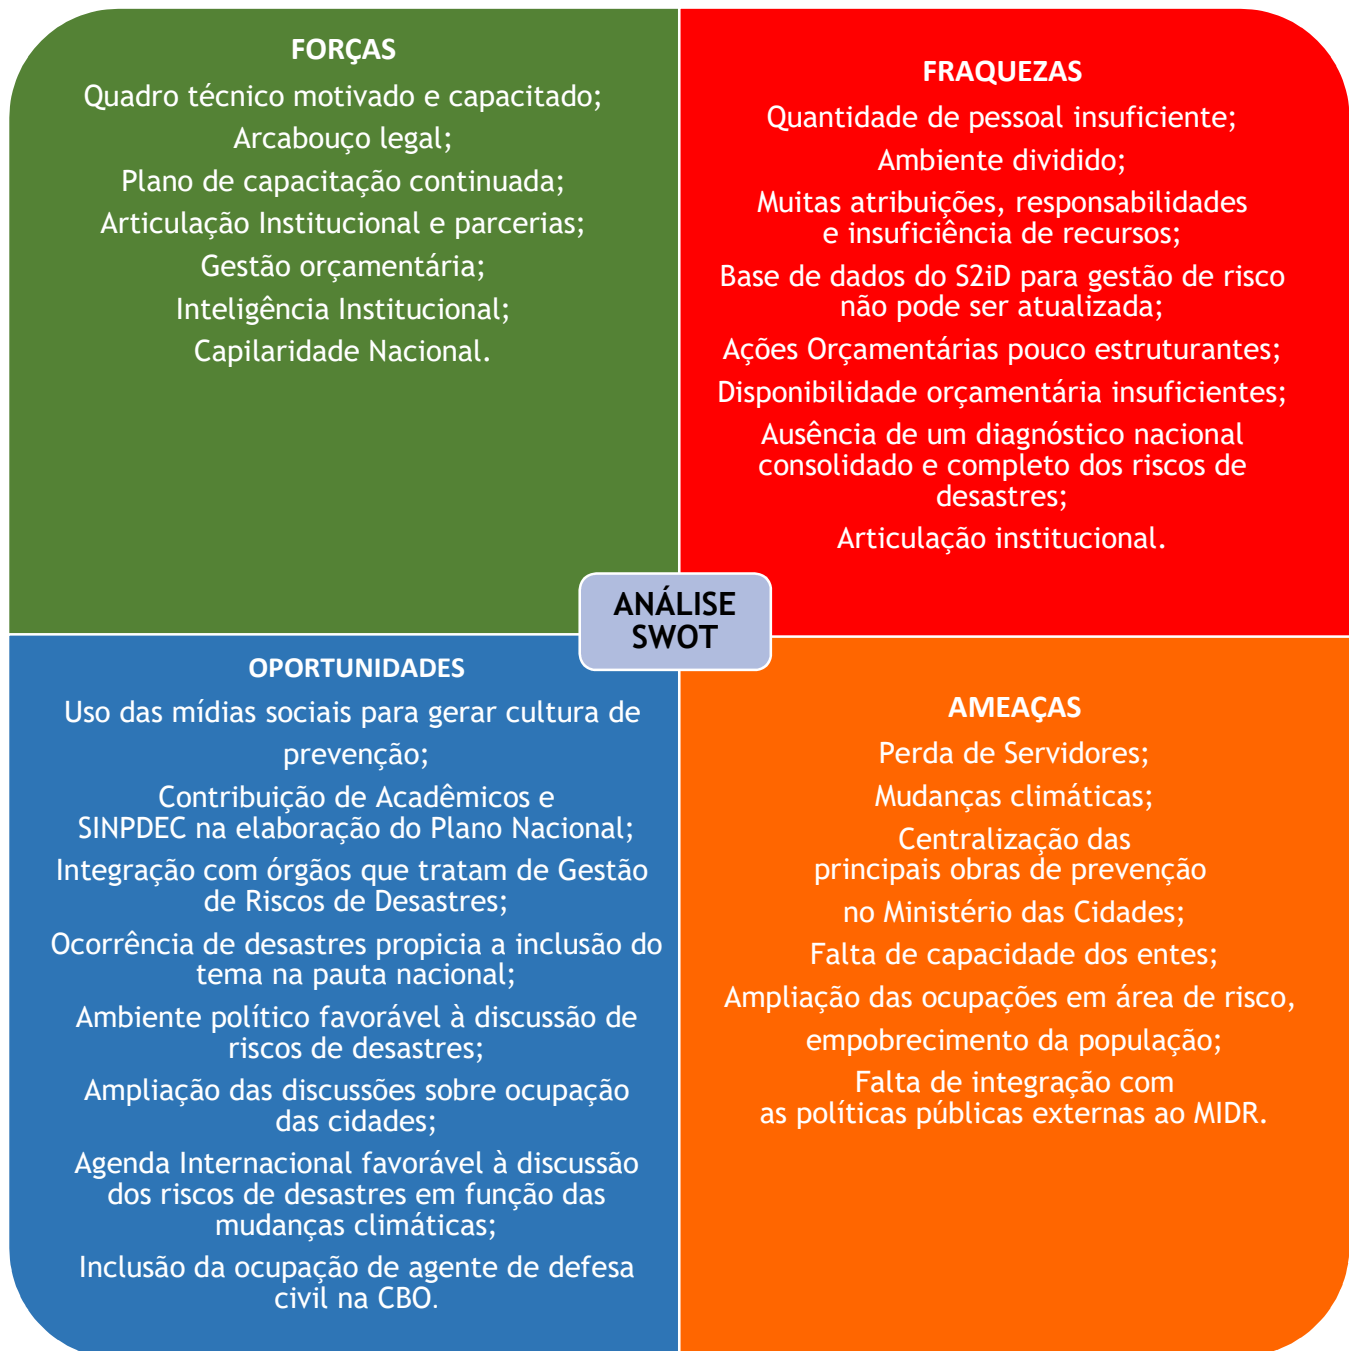 FORÇAS
Quadro técnico motivado e capacitado;
Arcabouço legal;
Plano de capacitação continuada;
Articulação Institucional e parcerias;
Gestão orçamentária;
Inteligência Institucional;
Capilaridade Nacional.
FRAQUEZAS
Quantidade de pessoal insuficiente;
Ambiente dividido;
Muitas atribuições, responsabilidades
e insuficiência de recursos;
Base de dados do S2iD para gestão de risco
não pode ser atualizada;
Ações Orçamentárias pouco estruturantes;
Disponibilidade orçamentária insuficientes;
Ausência de um diagnóstico nacional
consolidado e completo dos riscos de
desastres;
Articulação institucional.
ANÁLISE
SWOT
OPORTUNIDADES
Uso das mídias sociais para gerar cultura de
prevenção;
Contribuição de Acadêmicos e
SINPDEC na elaboração do Plano Nacional;
Integração com órgãos que tratam de Gestão
de Riscos de Desastres;
Ocorrência de desastres propicia a inclusão do
tema na pauta nacional;
Ambiente político favorável à discussão de
riscos de desastres;
Ampliação das discussões sobre ocupação
das cidades;
Agenda Internacional favorável à discussão
dos riscos de desastres em função das
mudanças climáticas;
Inclusão da ocupação de agente de defesa
civil na CBO.
AMEAÇAS
Perda de Servidores;
Mudanças climáticas;
Centralização das
principais obras de prevenção
no Ministério das Cidades;
Falta de capacidade dos entes;
Ampliação das ocupações em área de risco,
empobrecimento da população;
Falta de integração com
as políticas públicas externas ao MIDR.